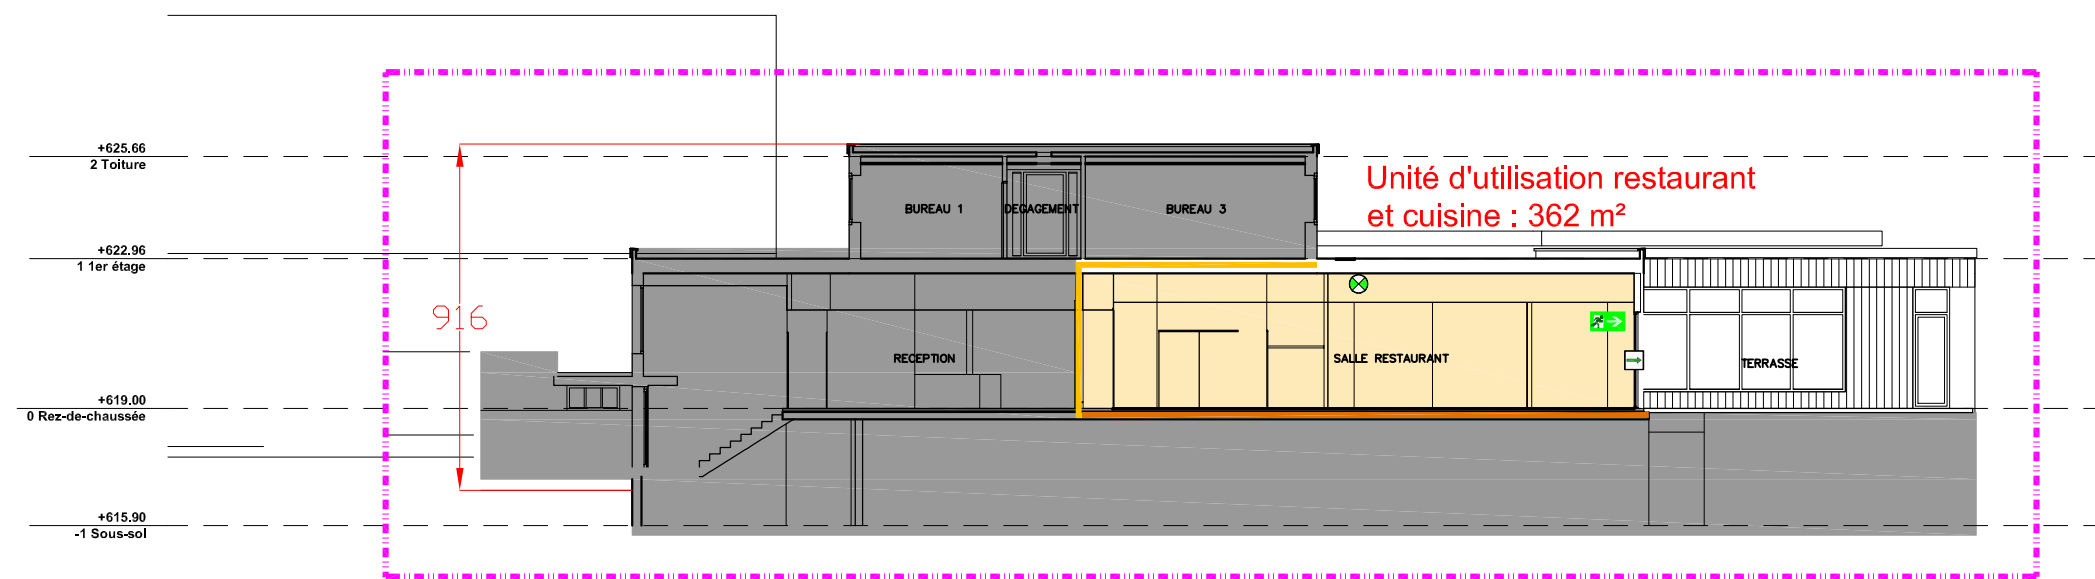 +625.66
2 Toiture
Unité d'utilisation restaurant
et cuisine : 362 m²
BUREAU 1
DEGAGEMENT
BUREAU 3
+622.96
1 1er étage
916
RECEPTION
SALLE RESTAURANT
TERRASSE
+619.00
0 Rez-de-chaussée
+615.90
-1 Sous-sol